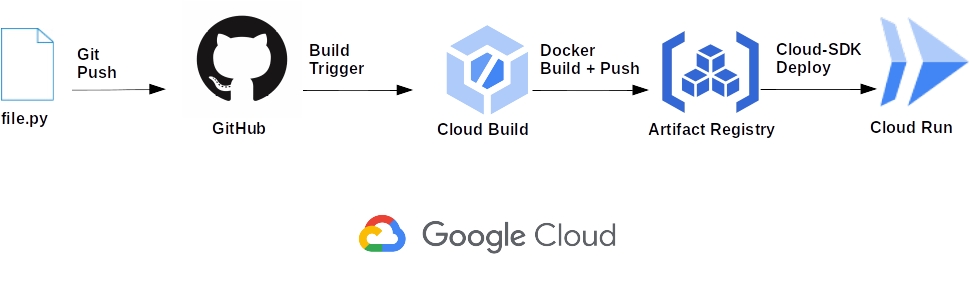 Git
Push
file.py
GitHub
Build
Trigger
Cloud Build
Docker
Build + Push
Artifact Registry
Cloud-SDK
Deploy
Cloud Run
Google Cloud